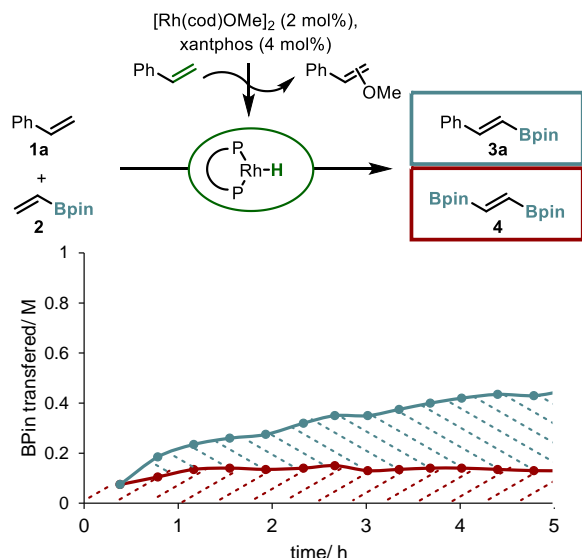 [Rh(cod)OMe]2 (2 mol%),
xantphos (4 mol%)
Ph
Ph
OMe
Ph
1a
+
Bpin
2
P
Rh-H
P
Ph
Bpin
3a
Bpin
Bpin
4
BPin transfered/ M
1
0.8
0.6
0.4
0.2
0
0 1 2 3 4 5
time/ h